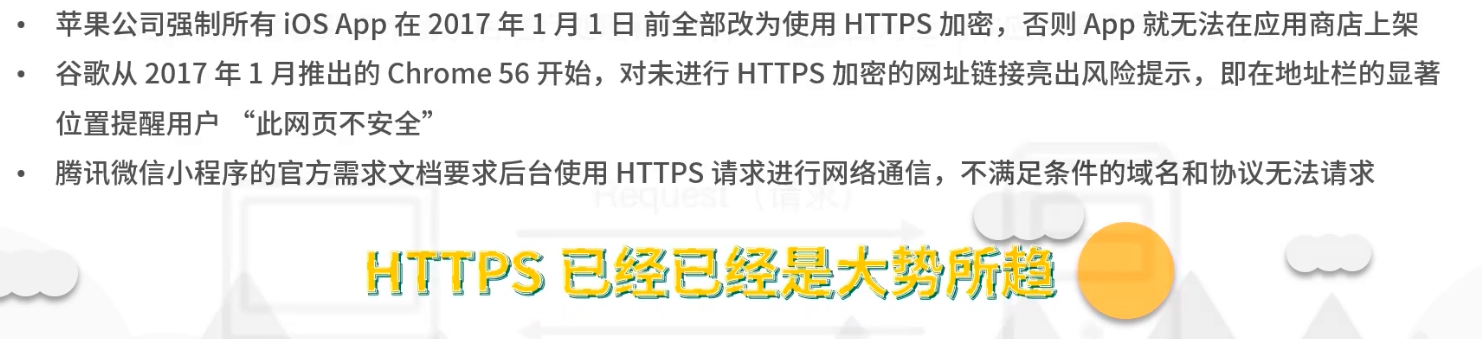 • 苹果公司强制所有 iOS App 在 2017 年 1 月 1 日 前全部改为使用 HTTPS 加密，否则 App 就无法在应用商店上架
• 谷歌从 2017 年 1 月推出的 Chrome 56 开始，对未进行 HTTPS 加密的网址链接亮出风险提示，即在地址栏的显著
位置提醒用户 “此网页不安全”
• 腾讯微信小程序的官方需求文档要求后台使用 HTTPS 请求进行网络通信，不满足条件的域名和协议无法请求
Request（请求）
HTTPS 已经已经是大势所趋